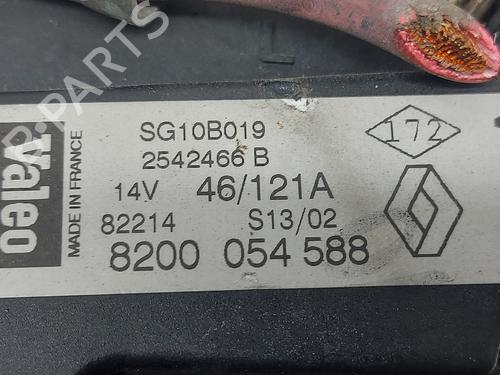 Valeo
MADE IN FRANCE
SG10B019
2542466 B
14V 46/121A
82214 S13/02
8200 054 588
172